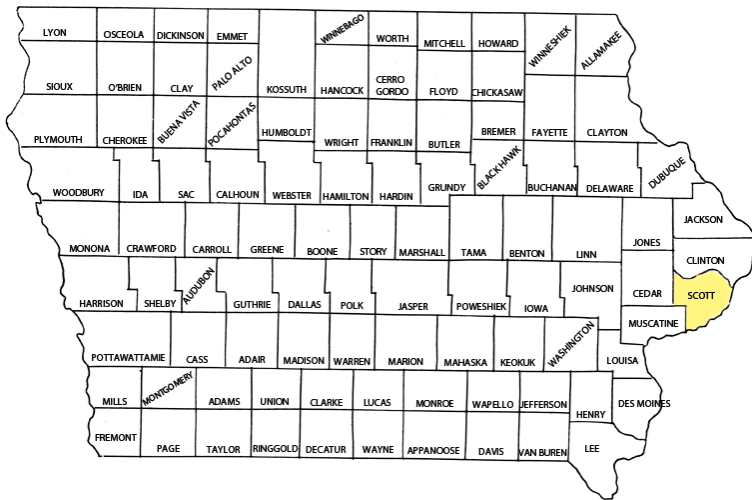 LYON OSCEOLA DICKINSON EMMET WINNEBAGO WORTH MITCHELL HOWARD WINNESHIEK ALLAMAKEE
SIOUX O'BRIEN CLAY PALO ALTO KOSSUTH HANCOCK CERRO GORDO FLOYD CHICKASAW
PLYMOUTH CHEROKEE BUENA VISTA POCAHONTAS HUMBOLDT WRIGHT FRANKLIN BUTLER BREMER FAYETTE CLAYTON
WOODBURY IDA SAC CALHOUN WEBSTER HAMILTON HARDIN GRUNDY BLACK HAWK BUCHANAN DELAWARE DUBUQUE
MONONA CRAWFORD CARROLL GREENE BOONE STORY MARSHALL TAMA BENTON LINN JONES JACKSON
CLINTON
HARRISON SHELBY AUDUBON GUTHRIE DALLAS POLK JASPER POWESHIEK IOWA JOHNSON CEDAR SCOTT
MUSCATINE
POTTAWATTAMIE CASS ADAIR MADISON WARREN MARION MAHASKA KEOKUK WASHINGTON LOUISA
MILLS MONTGOMERY ADAMS UNION CLARKE LUCAS MONROE WAPELLO JEFFERSON HENRY DES MOINES
FREMONT PAGE TAYLOR RINGGOLD DECATUR WAYNE APPANOOSE DAVIS VAN BUREN LEE